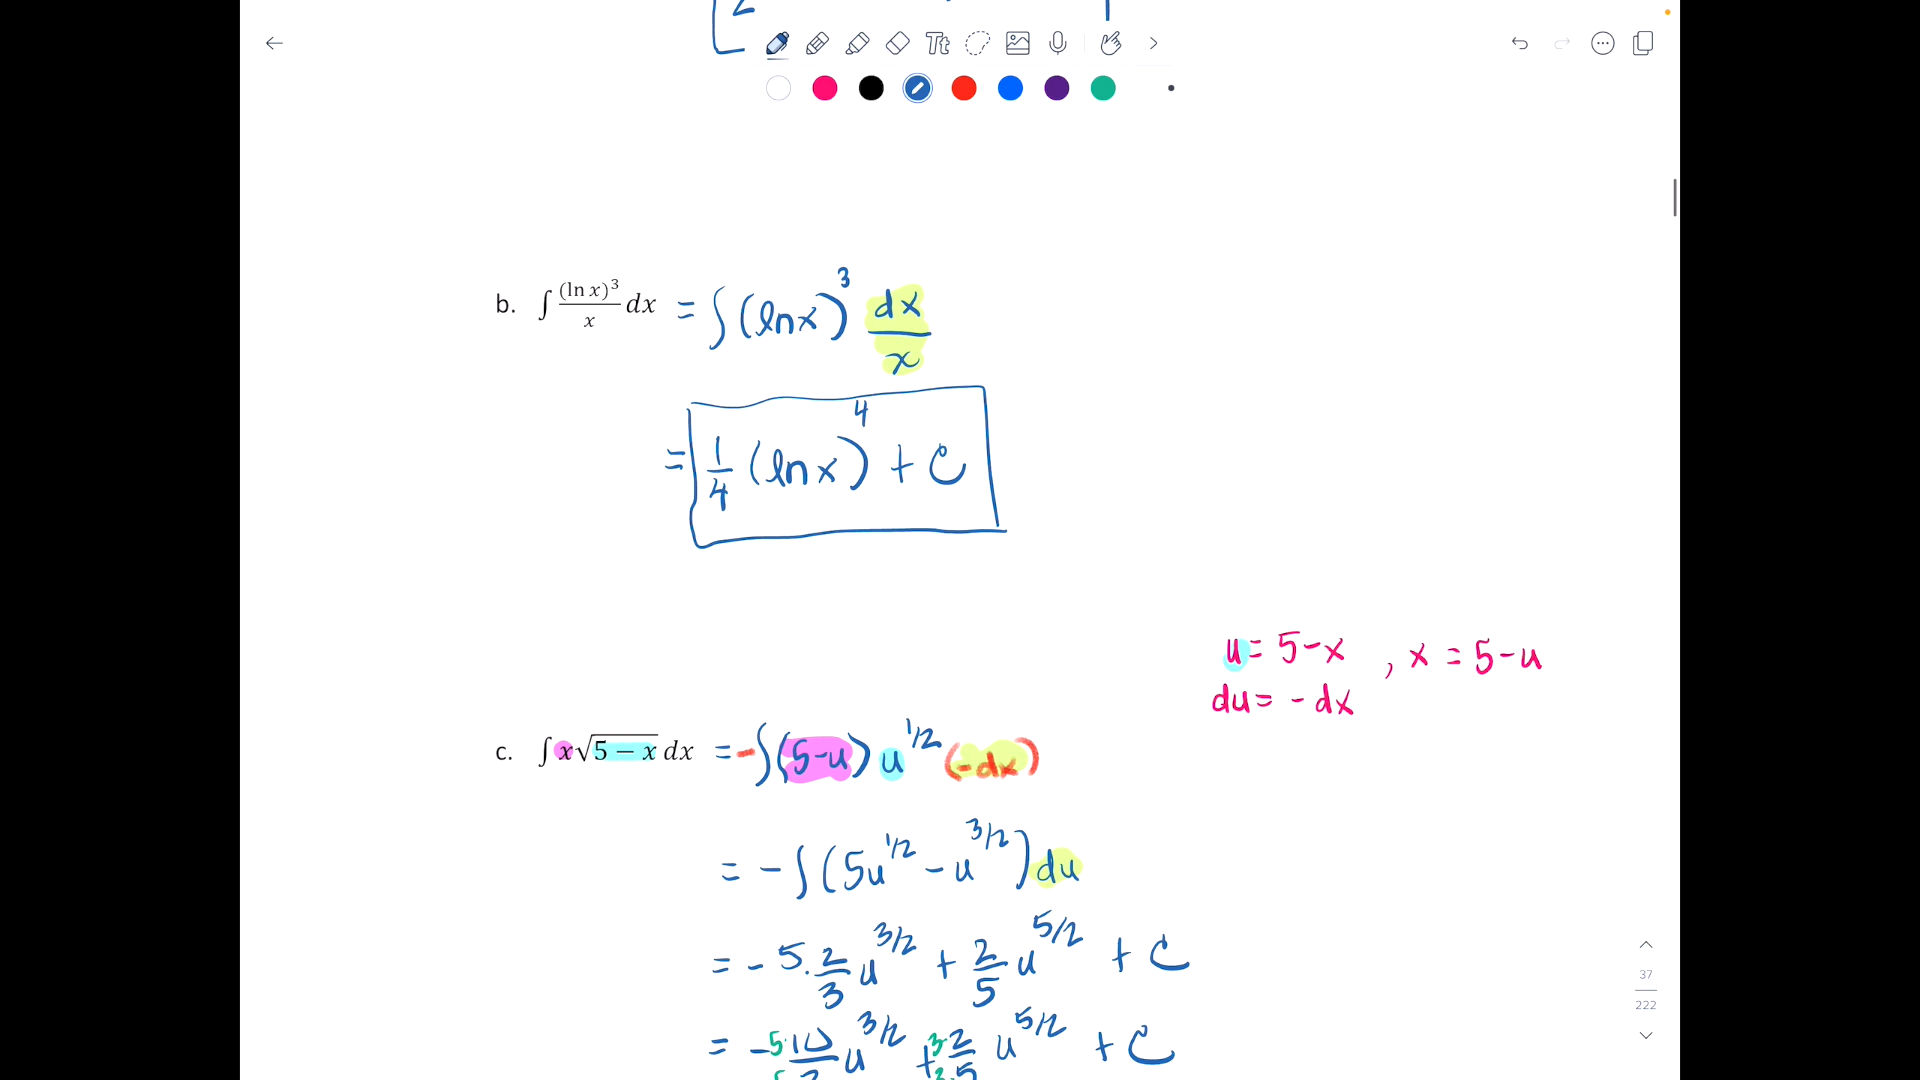 Tt
b. ∫ (ln x)³/x dx = ∫ (ln x)³ dx/x
= 1/4 (ln x)⁴ + C
u = 5-x , x = 5-u
du = -dx
c. ∫ x√(5 − x) dx = -∫ (5-u) u^1/2 (-dx)
= -∫ (5u^1/2 - u^3/2) du
= -5·2/3 u^3/2 + 2/5 u^5/2 + C
37
222